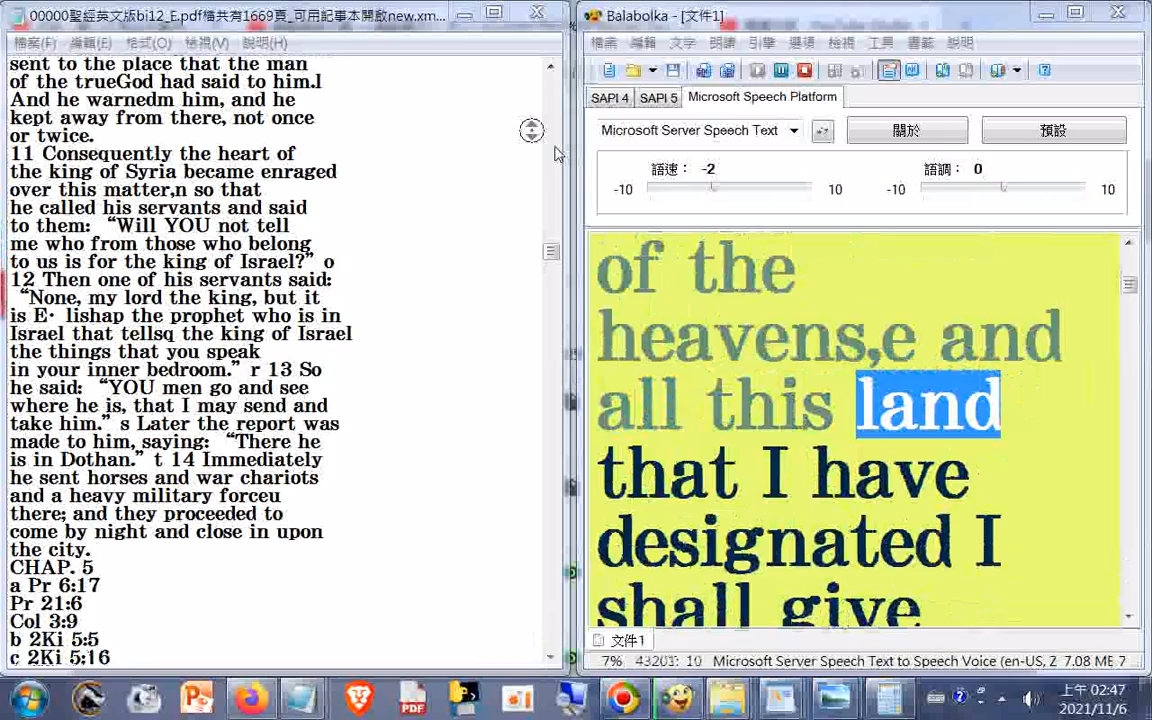 00000聖經英文版bi12_E.pdf檔共有1669頁_可用記事本開啟new.xm...
檔案(F) 編輯(E) 格式(O) 檢視(V) 說明(H)
sent to the place that the man
of the trueGod had said to him.l
And he warnedm him, and he
kept away from there, not once
or twice.
11 Consequently the heart of
the king of Syria became enraged
over this matter,n so that
he called his servants and said
to them: “Will YOU not tell
me who from those who belong
to us is for the king of Israel?” o
12 Then one of his servants said:
“None, my lord the king, but it
is E· lishap the prophet who is in
Israel that tellsq the king of Israel
the things that you speak
in your inner bedroom.” r 13 So
he said: “YOU men go and see
where he is, that I may send and
take him.” s Later the report was
made to him, saying: “There he
is in Dothan.” t 14 Immediately
he sent horses and war chariots
and a heavy military forceu
there; and they proceeded to
come by night and close in upon
the city.
CHAP. 5
a Pr 6:17
Pr 21:6
Col 3:9
b 2Ki 5:5
c 2Ki 5:16
Balabolka - [文件1]
檔案 編輯 文字 朗讀 引擎 選項 檢視 工具 書籤 說明
SAPI 4 SAPI 5 Microsoft Speech Platform
Microsoft Server Speech Text 關於 預設
語速： -2 語調： 0
-10 10 -10 10
of the
heavens,e and
all this land
that I have
designated I
shall give
文件1
7% 43201: 10 Microsoft Server Speech Text to Speech Voice (en-US, Z 7.08 ME 7
PDF
上午 02:47
2021/11/6